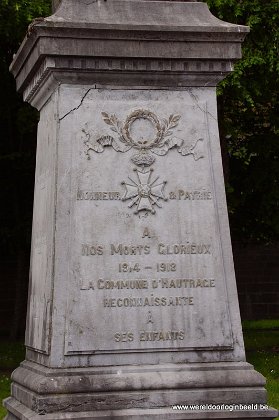 HONNEUR & PATRIE
A
NOS MORTS GLORIEUX
1914 - 1918
LA COMMUNE D'HAUTRAGE
RECONNAISSANTE
À
SES ENFANTS
www.wereldoorloginbeeld.be